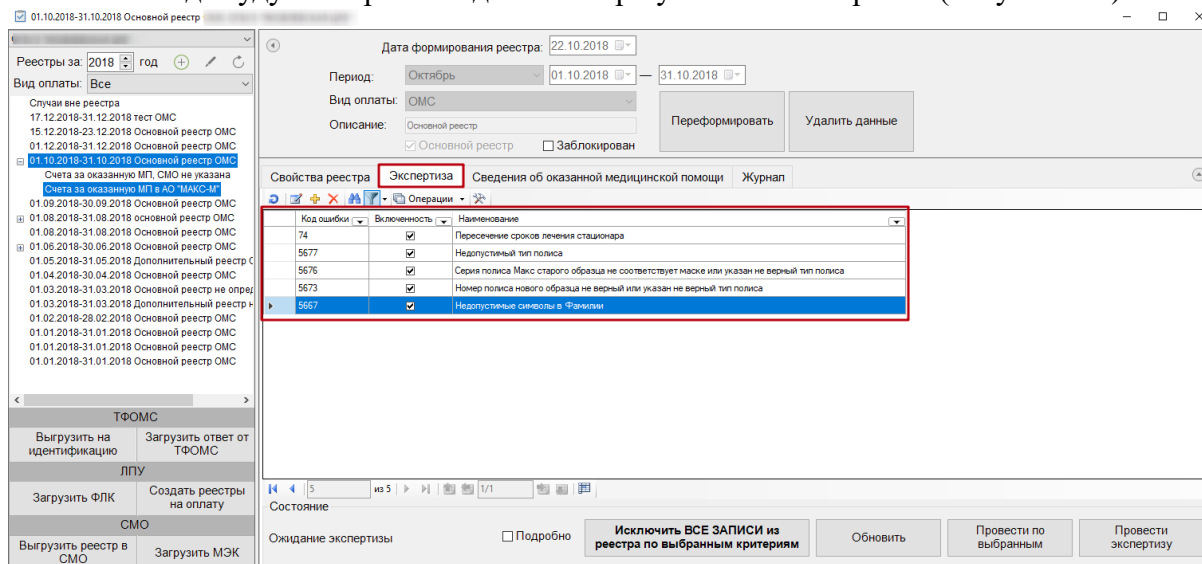 01.10.2018-31.10.2018 Основной реестр
Реестры за: 2018 год
Вид оплаты: Все
Случаи вне реестра
17.12.2018-31.12.2018 тест ОМС
15.12.2018-23.12.2018 Основной реестр ОМС
01.12.2018-31.12.2018 Основной реестр ОМС
01.10.2018-31.10.2018 Основной реестр ОМС
Счета за оказанную МП, СМО не указана
Счета за оказанную МП в АО "МАКС-М"
01.09.2018-30.09.2018 Основной реестр ОМС
01.08.2018-31.08.2018 основной реестр ОМС
01.08.2018-31.08.2018 Основной реестр ОМС
01.06.2018-30.06.2018 Основной реестр ОМС
01.05.2018-31.05.2018 Дополнительный реестр
01.04.2018-30.04.2018 Основной реестр ОМС
01.03.2018-31.03.2018 Основной реестр не опред
01.03.2018-31.03.2018 Дополнительный реестр
01.02.2018-28.02.2018 Основной реестр ОМС
01.01.2018-31.01.2018 Основной реестр ОМС
01.01.2018-31.01.2018 Основной реестр ОМС
01.01.2018-31.01.2018 Основной реестр ОМС
ТФОМС
Выгрузить на идентификацию
Загрузить ответ от ТФОМС
ЛПУ
Загрузить ФЛК
Создать реестры на оплату
СМО
Выгрузить реестр в СМО
Загрузить МЭК
Дата формирования реестра: 22.10.2018
Период: Октябрь 01.10.2018 — 31.10.2018
Вид оплаты: ОМС
Описание: Основной реестр
Основной реестр Заблокирован
Переформировать
Удалить данные
Свойства реестра Экспертиза Сведения об оказанной медицинской помощи Журнал
Операции
Код ошибки Включенность Наименование
74 Пересечение сроков лечения стационара
5677 Недопустимый тип полиса
5676 Серия полиса Макс старого образца не соответствует маске или указан не верный тип полиса
5673 Номер полиса нового образца не верный или указан не верный тип полиса
5667 Недопустимые символы в Фамилии
5 из 5 1/1
Состояние
Ожидание экспертизы
Подробно
Исключить ВСЕ ЗАПИСИ из реестра по выбранным критериям
Обновить
Провести по выбранным
Провести экспертизу